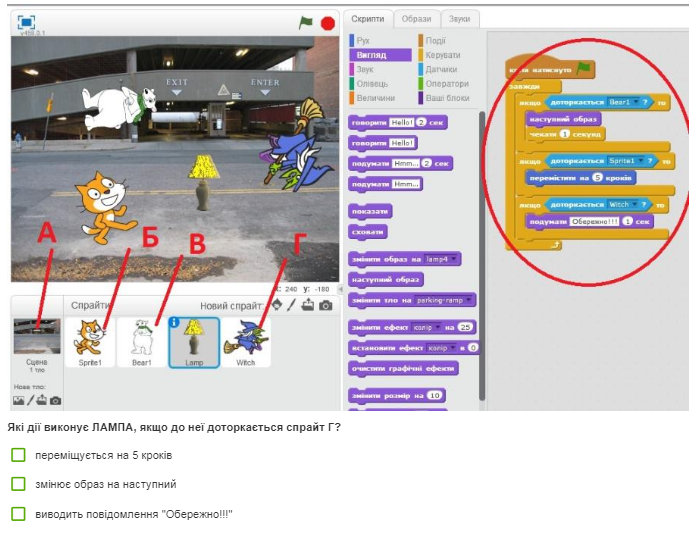 SCRATCH
v456.0.1
EXIT
ENTER
А
Б
В
Г
x: 240 y: -180
Спрайти
Новий спрайт:
Сцена
1 тло
Нове тло:
Sprite1
Bear1
Lamp
Witch
Скрипти
Образи
Звуки
Рух
Події
Вигляд
Керувати
Звук
Датчики
Олівець
Оператори
Величини
Ваші блоки
говорити Hello! 2 сек
говорити Hello!
подумати Hmm... 2 сек
подумати Hmm...
показати
сховати
змінити образ на lamp4
наступний образ
змінити тло на parking-ramp
змінити ефект колір на 25
встановити ефект колір в 0
очистити графічні ефекти
змінити розмір на 10
коли натиснуто
завжди
якщо доторкається Bear1 ? то
наступний образ
чекати 1 секунд
якщо доторкається Sprite1 ? то
перемістити на 5 кроків
якщо доторкається Witch ? то
подумати Обережно!!! 1 сек
Які дії виконує ЛАМПА, якщо до неї доторкається спрайт Г?
переміщується на 5 кроків
змінює образ на наступний
виводить повідомлення "Обережно!!!"